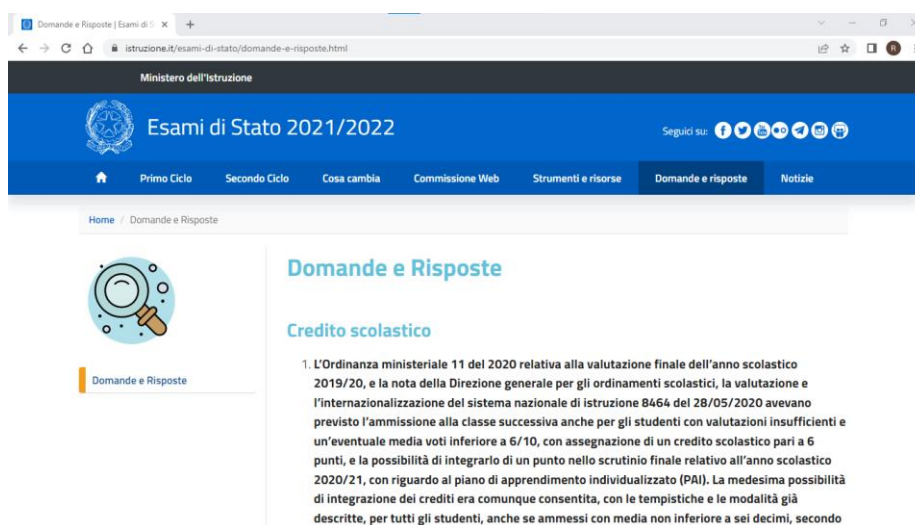 Domande e Risposte | Esami di S
istruzione.it/esami-di-stato/domande-e-risposte.html
R
Ministero dell'Istruzione
Esami di Stato 2021/2022
Seguici su:
Primo Ciclo Secondo Ciclo Cosa cambia Commissione Web Strumenti e risorse Domande e risposte Notizie
Home / Domande e Risposte
Domande e Risposte
Domande e Risposte
Credito scolastico
1. L'Ordinanza ministeriale 11 del 2020 relativa alla valutazione finale dell'anno scolastico
2019/20, e la nota della Direzione generale per gli ordinamenti scolastici, la valutazione e
l'internazionalizzazione del sistema nazionale di istruzione 8464 del 28/05/2020 avevano
previsto l'ammissione alla classe successiva anche per gli studenti con valutazioni insufficienti e
un'eventuale media voti inferiore a 6/10, con assegnazione di un credito scolastico pari a 6
punti, e la possibilità di integrarlo di un punto nello scrutinio finale relativo all'anno scolastico
2020/21, con riguardo al piano di apprendimento individualizzato (PAI). La medesima possibilità
di integrazione dei crediti era comunque consentita, con le tempistiche e le modalità già
descritte, per tutti gli studenti, anche se ammessi con media non inferiore a sei decimi, secondo